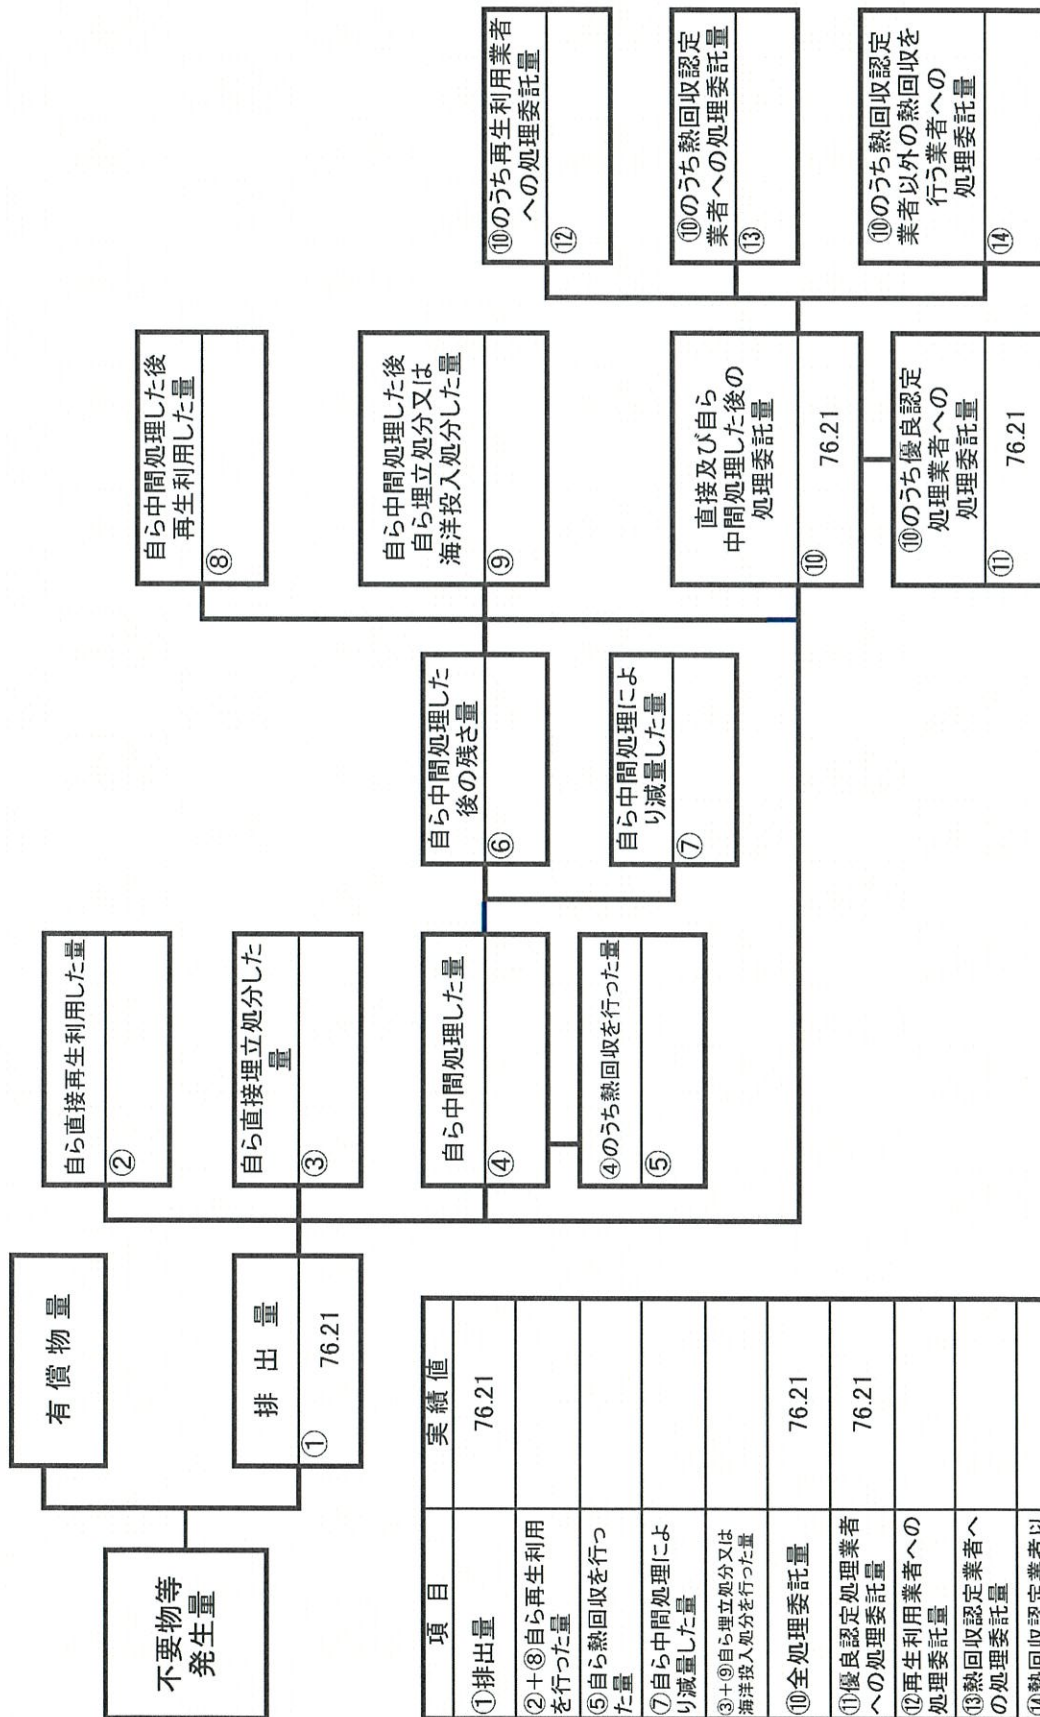 不要物等
発生量
有償物量
排出量
①
76.21
自ら直接再生利用した量
②
自ら直接埋立処分した
量
③
自ら中間処理した量
④
④のうち熱回収を行った量
⑤
自ら中間処理した
後の残さ量
⑥
自ら中間処理によ
り減量した量
⑦
自ら中間処理した後
再生利用した量
⑧
自ら中間処理した後
自ら埋立処分又は
海洋投入処分した量
⑨
直接及び自ら
中間処理した後の
処理委託量
⑩
76.21
⑩のうち優良認定
処理業者への
処理委託量
⑪
76.21
⑩のうち再生利用業者
への処理委託量
⑫
⑩のうち熱回収認定
業者への処理委託量
⑬
⑩のうち熱回収認定
業者以外の熱回収を
行う業者への
処理委託量
⑭
項 目 実 績 値
①排出量 76.21
②+⑧自ら再生利用
を行った量
⑤自ら熱回収を行っ
た量
⑦自ら中間処理によ
り減量した量
③+⑨自ら埋立処分又は
海洋投入処分を行った量
⑩全処理委託量 76.21
⑪優良認定処理業者
への処理委託量 76.21
⑫再生利用業者への
処理委託量
⑬熱回収認定業者へ
の処理委託量
⑭熱回収認定業者以